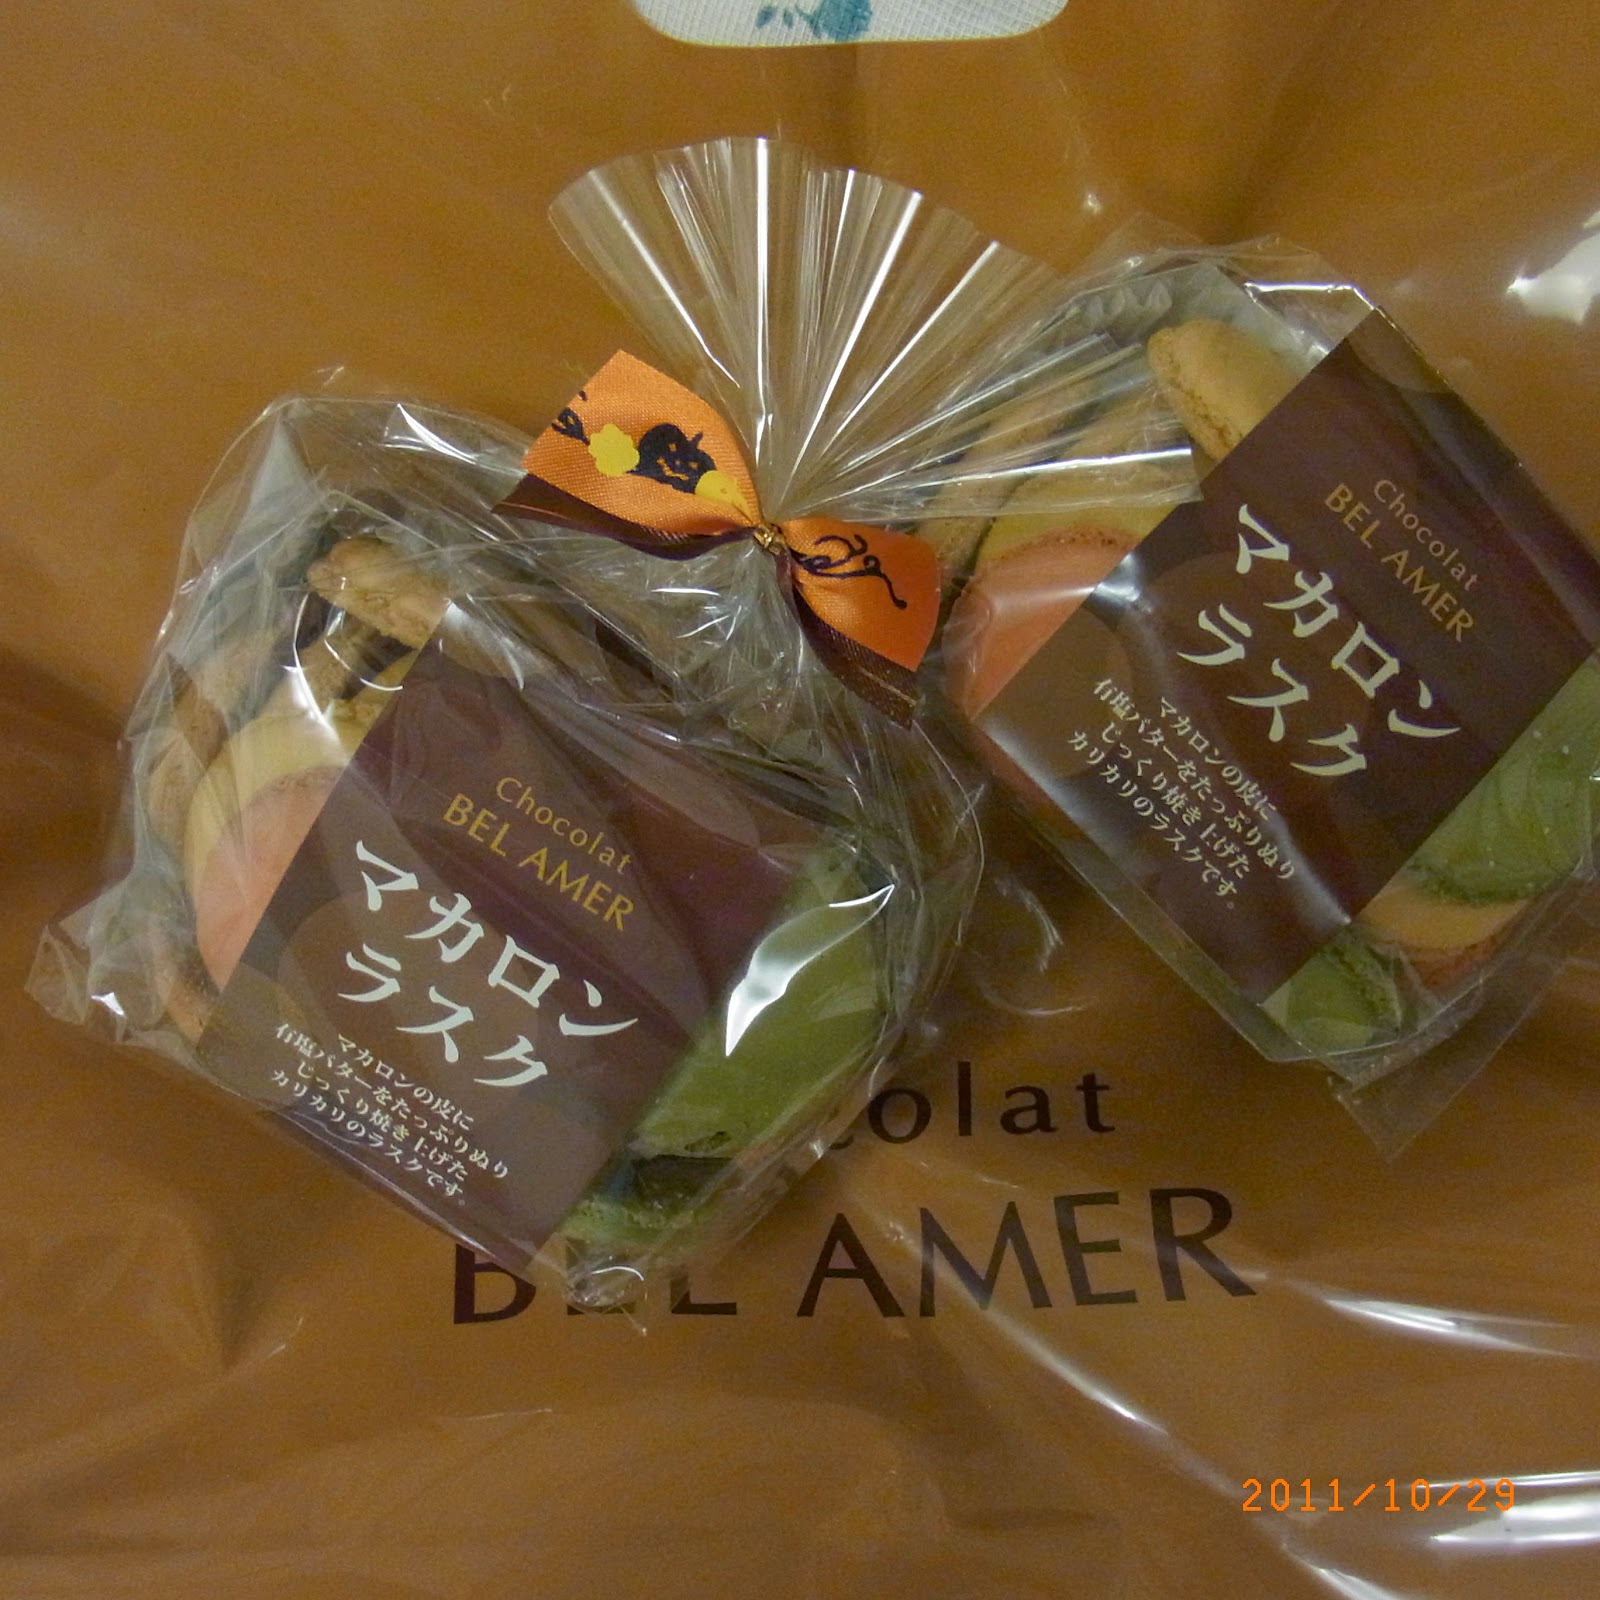 Chocolat
BEL AMER
マカロン
ラスク
マカロンの皮に
有塩バターをたっぷりぬり
じっくり焼き上げた
カリカリのラスクです。
Chocolat
BEL AMER
マカロン
ラスク
マカロンの皮に
有塩バターをたっぷりぬり
じっくり焼き上げた
カリカリのラスクです。
colat
BEL AMER
2011/10/29